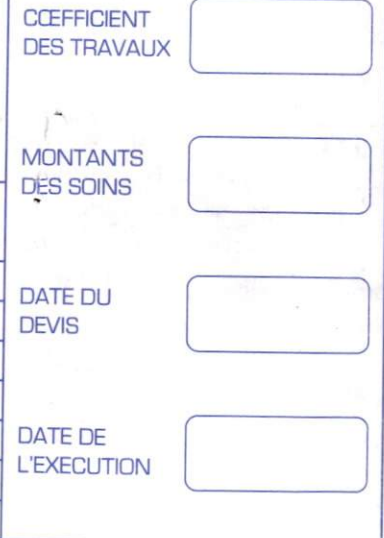 CŒFFICIENT
DES TRAVAUX
MONTANTS
DES SOINS
DATE DU
DEVIS
DATE DE
L'EXECUTION